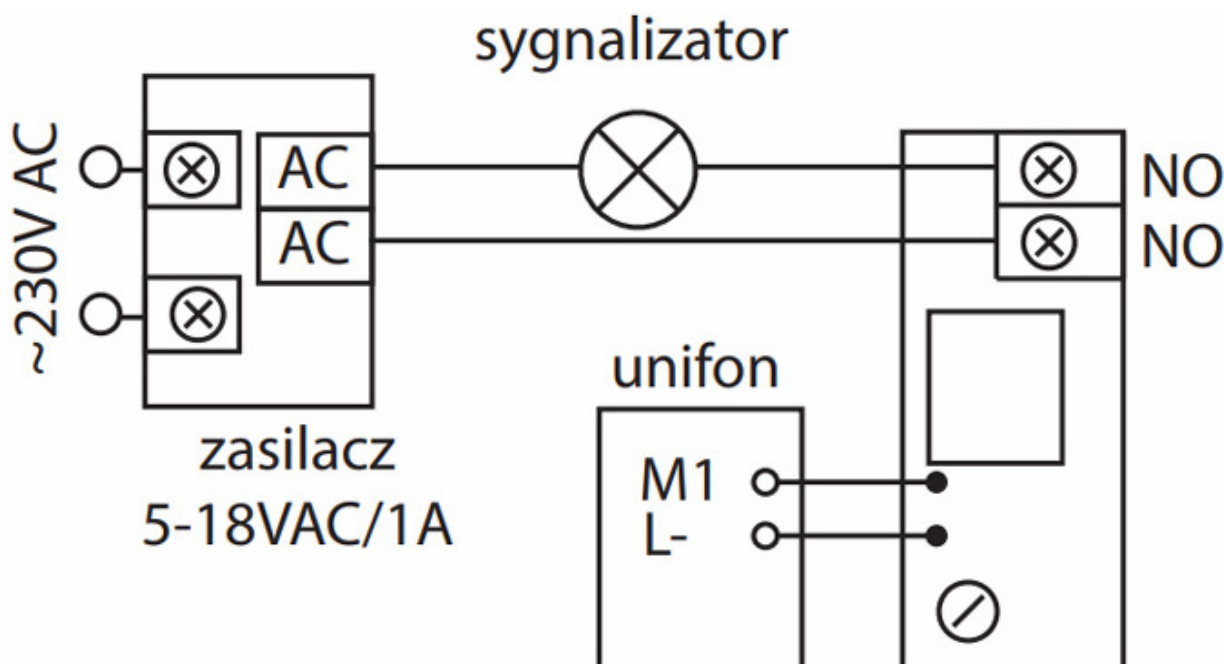 sygnalizator
~230V AC
AC
AC
NO
NO
zasilacz
5-18VAC/1A
unifon
M1
L-